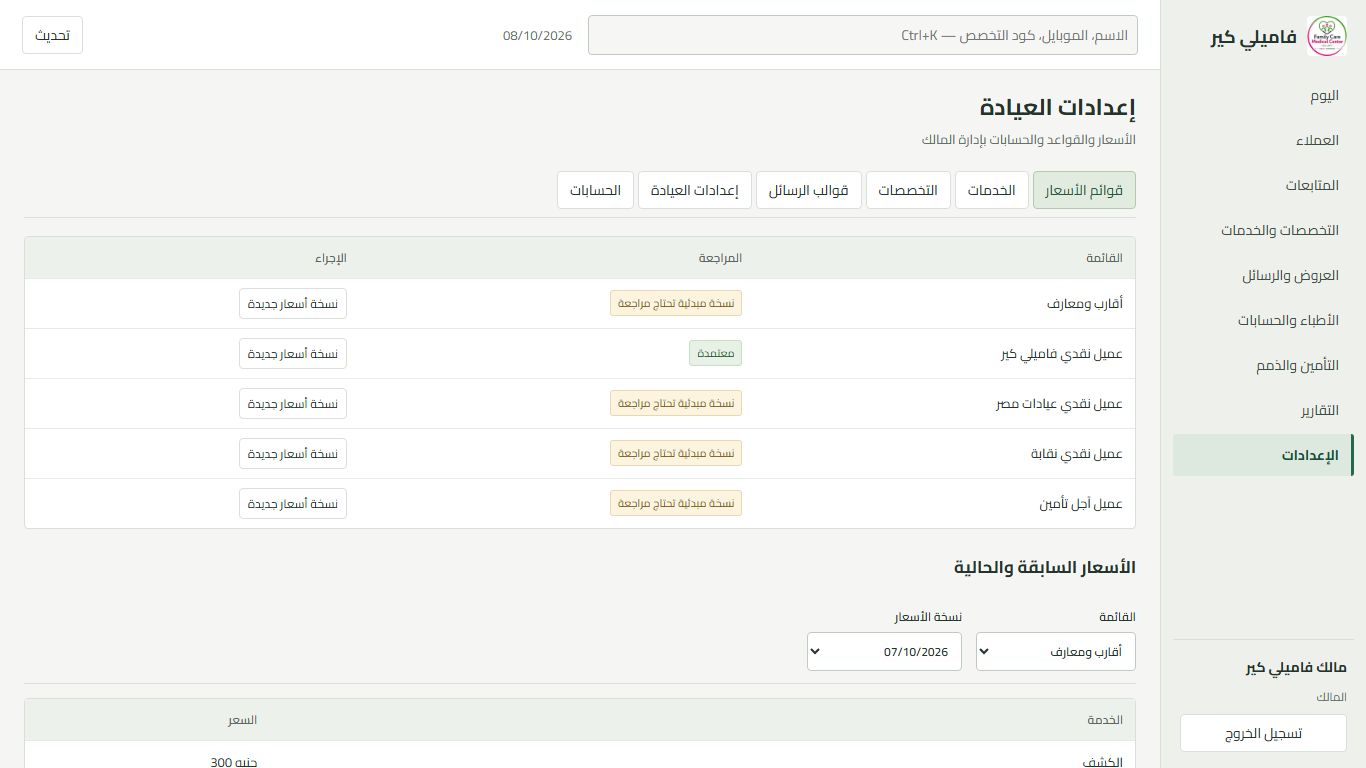 فاميلي كير
Family Care
Medical Center
اليوم
العملاء
المتابعات
التخصصات والخدمات
العروض والرسائل
الأطباء والحسابات
التأمين والذمم
التقارير
الإعدادات
مالك فاميلي كير
المالك
تسجيل الخروج
الاسم، الموبايل، كود التخصص — Ctrl+K
08/10/2026
تحديث
إعدادات العيادة
الأسعار والقواعد والحسابات بإدارة المالك
قوائم الأسعار
الخدمات
التخصصات
قوالب الرسائل
إعدادات العيادة
الحسابات
القائمة المراجعة الإجراء
أقارب ومعارف نسخة مبدئية تحتاج مراجعة نسخة أسعار جديدة
عميل نقدي فاميلي كير معتمدة نسخة أسعار جديدة
عميل نقدي عيادات مصر نسخة مبدئية تحتاج مراجعة نسخة أسعار جديدة
عميل نقدي نقابة نسخة مبدئية تحتاج مراجعة نسخة أسعار جديدة
عميل آجل تأمين نسخة مبدئية تحتاج مراجعة نسخة أسعار جديدة
الأسعار السابقة والحالية
القائمة نسخة الأسعار
أقارب ومعارف 07/10/2026
الخدمة السعر
الكشف 300 جنيه